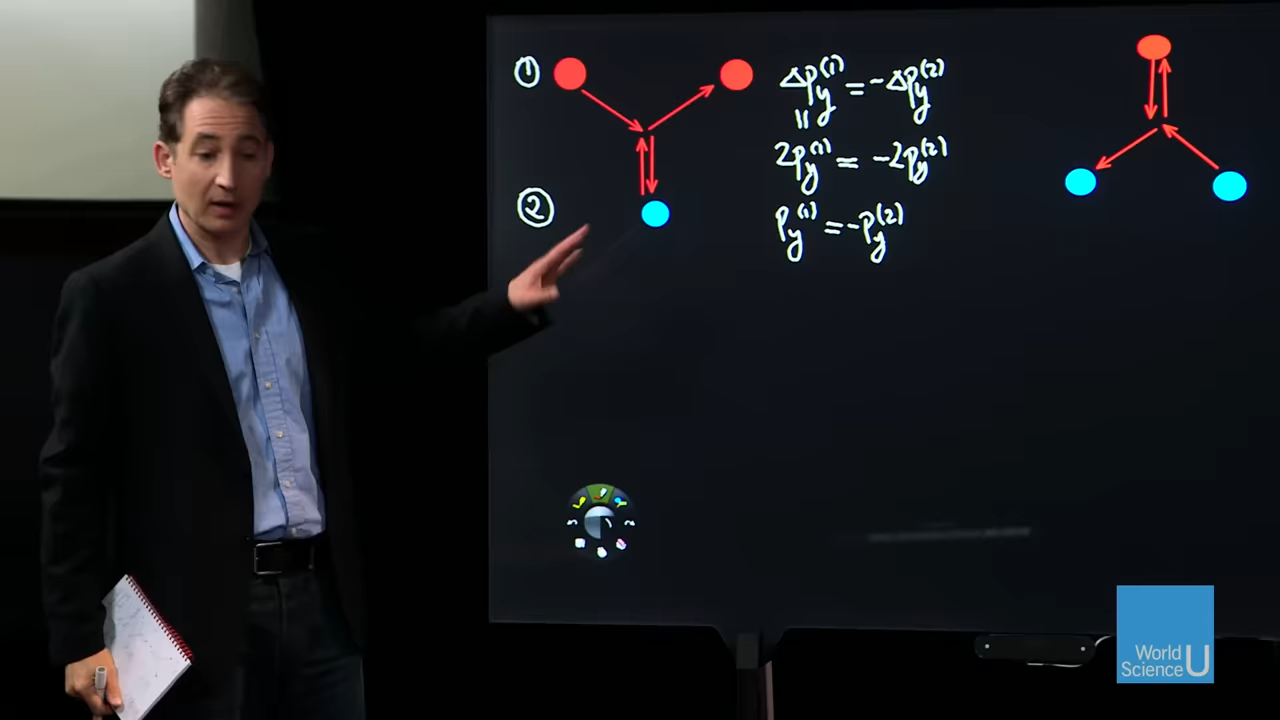 ① Δp_y^(1) = -Δp_y^(2)
||
2p_y^(1) = -2p_y^(2)
② p_y^(1) = -p_y^(2)
World
Science U